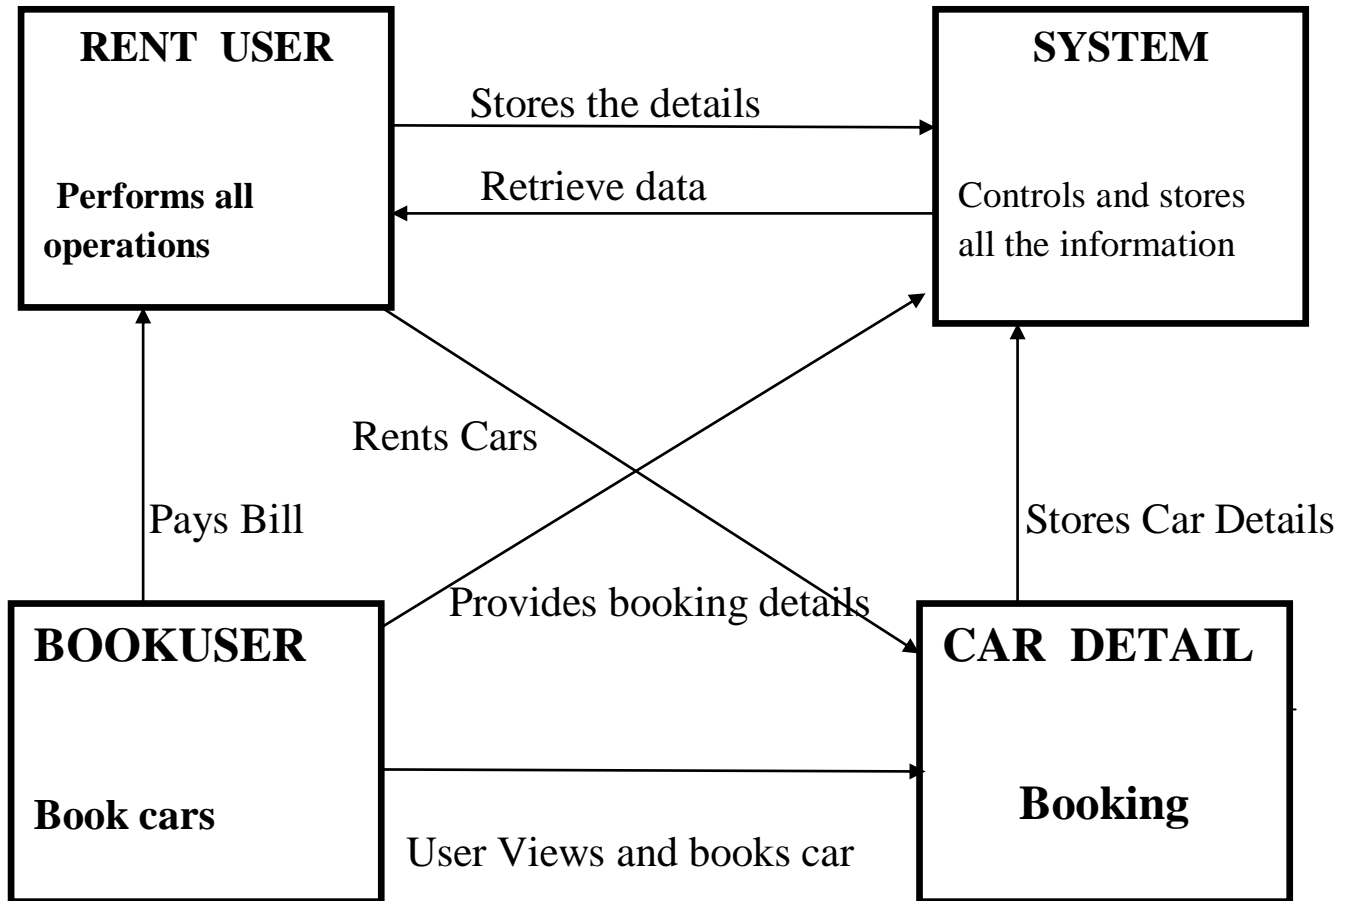 RENT USER
SYSTEM
Stores the details
Retrieve data
Performs all
operations
Controls and stores
all the information
Rents Cars
Pays Bill
Stores Car Details
Provides booking details
BOOKUSER
CAR DETAIL
Book cars
Booking
User Views and books car